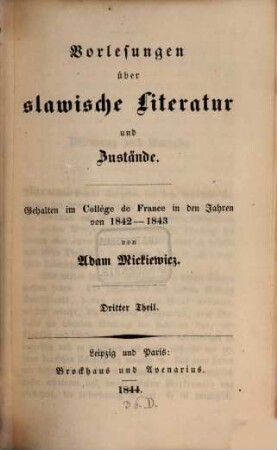 Vorlesungen
über
slawische Literatur
und
Zustände.
Gehalten im Collége de France in den Jahren
von 1842—1843
von
Adam Mickiewicz.
Dritter Theil.
Leipzig und Paris:
Brockhaus und Avenarius.
1844.